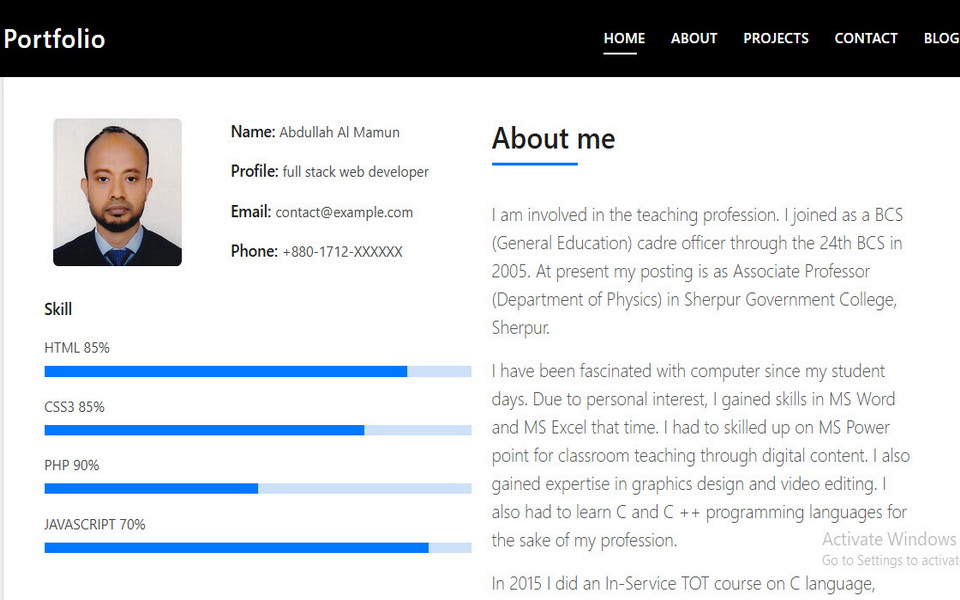 Portfolio
HOME ABOUT PROJECTS CONTACT BLOG
Name: Abdullah Al Mamun
Profile: full stack web developer
Email: contact@example.com
Phone: +880-1712-XXXXXX
Skill
HTML 85%
CSS3 85%
PHP 90%
JAVASCRIPT 70%
About me
I am involved in the teaching profession. I joined as a BCS
(General Education) cadre officer through the 24th BCS in
2005. At present my posting is as Associate Professor
(Department of Physics) in Sherpur Government College,
Sherpur.
I have been fascinated with computer since my student
days. Due to personal interest, I gained skills in MS Word
and MS Excel that time. I had to skilled up on MS Power
point for classroom teaching through digital content. I also
gained expertise in graphics design and video editing. I
also had to learn C and C ++ programming languages for
the sake of my profession.
In 2015 I did an In-Service TOT course on C language,
Activate Windows
Go to Settings to activat